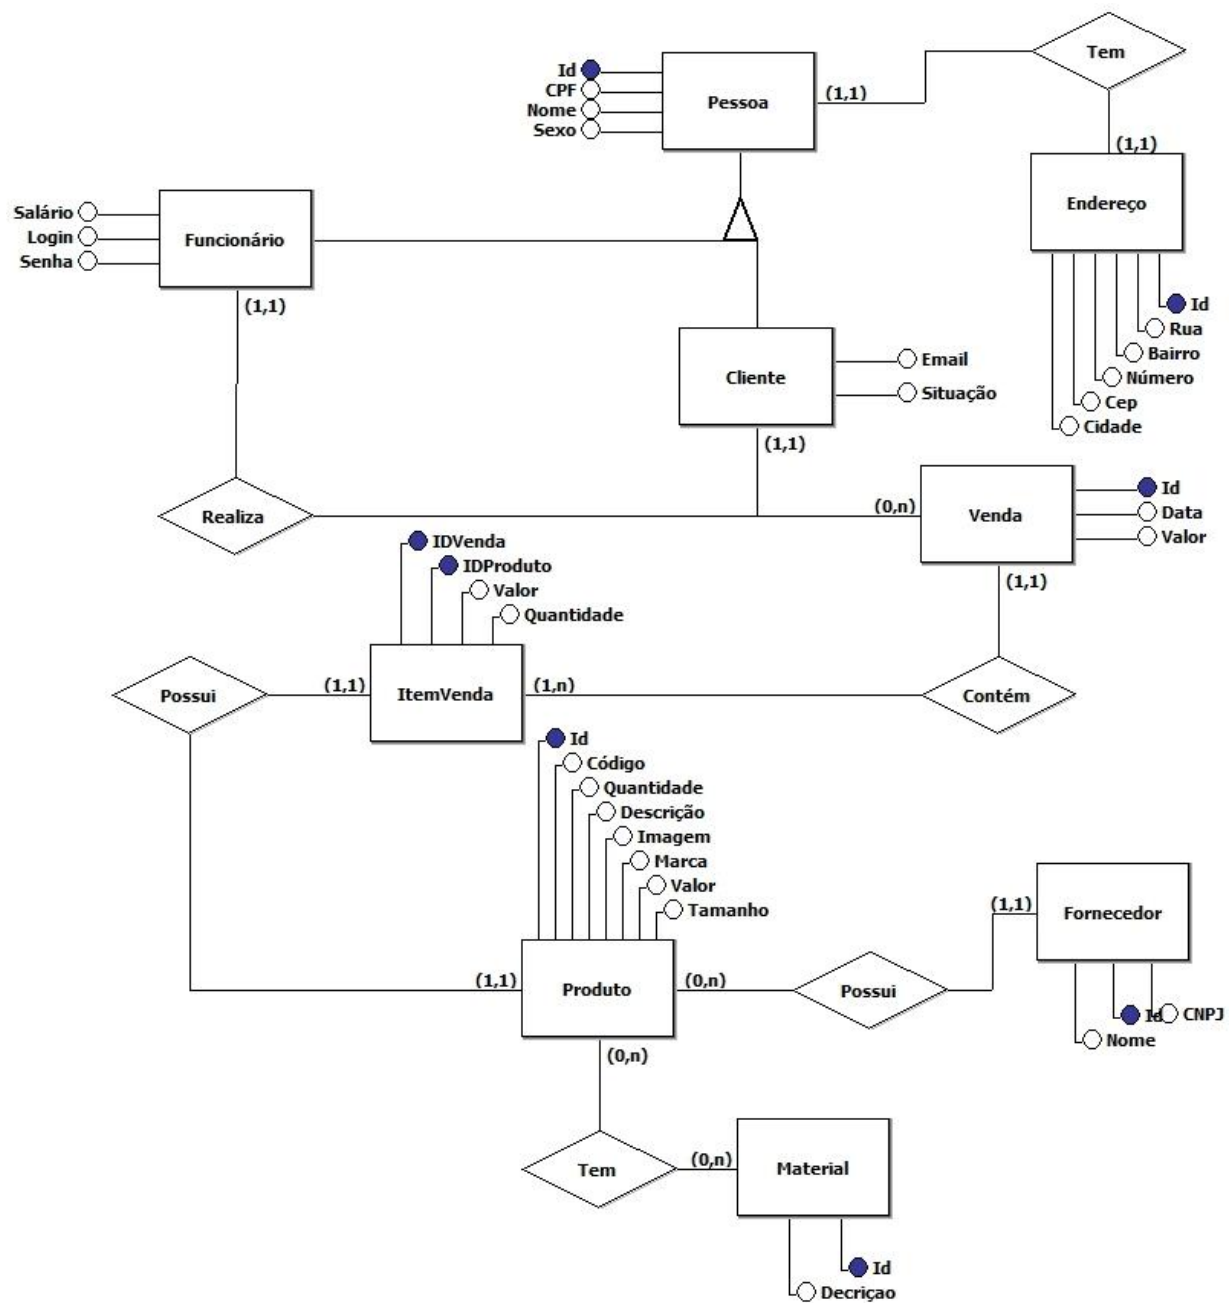 Id
CPF
Nome
Sexo
Pessoa
(1,1)
Tem
(1,1)
Endereço
Id
Rua
Bairro
Número
Cep
Cidade
Salário
Login
Senha
Funcionário
(1,1)
Cliente
Email
Situação
(1,1)
Realiza
(0,n)
Venda
Id
Data
Valor
(1,1)
IDVenda
IDProduto
Valor
Quantidade
Possui
(1,1)
ItemVenda
(1,n)
Contém
Id
Código
Quantidade
Descrição
Imagem
Marca
Valor
Tamanho
(1,1)
Produto
(0,n)
Possui
(1,1)
Fornecedor
Id
CNPJ
Nome
(0,n)
Tem
(0,n)
Material
Id
Decriçao